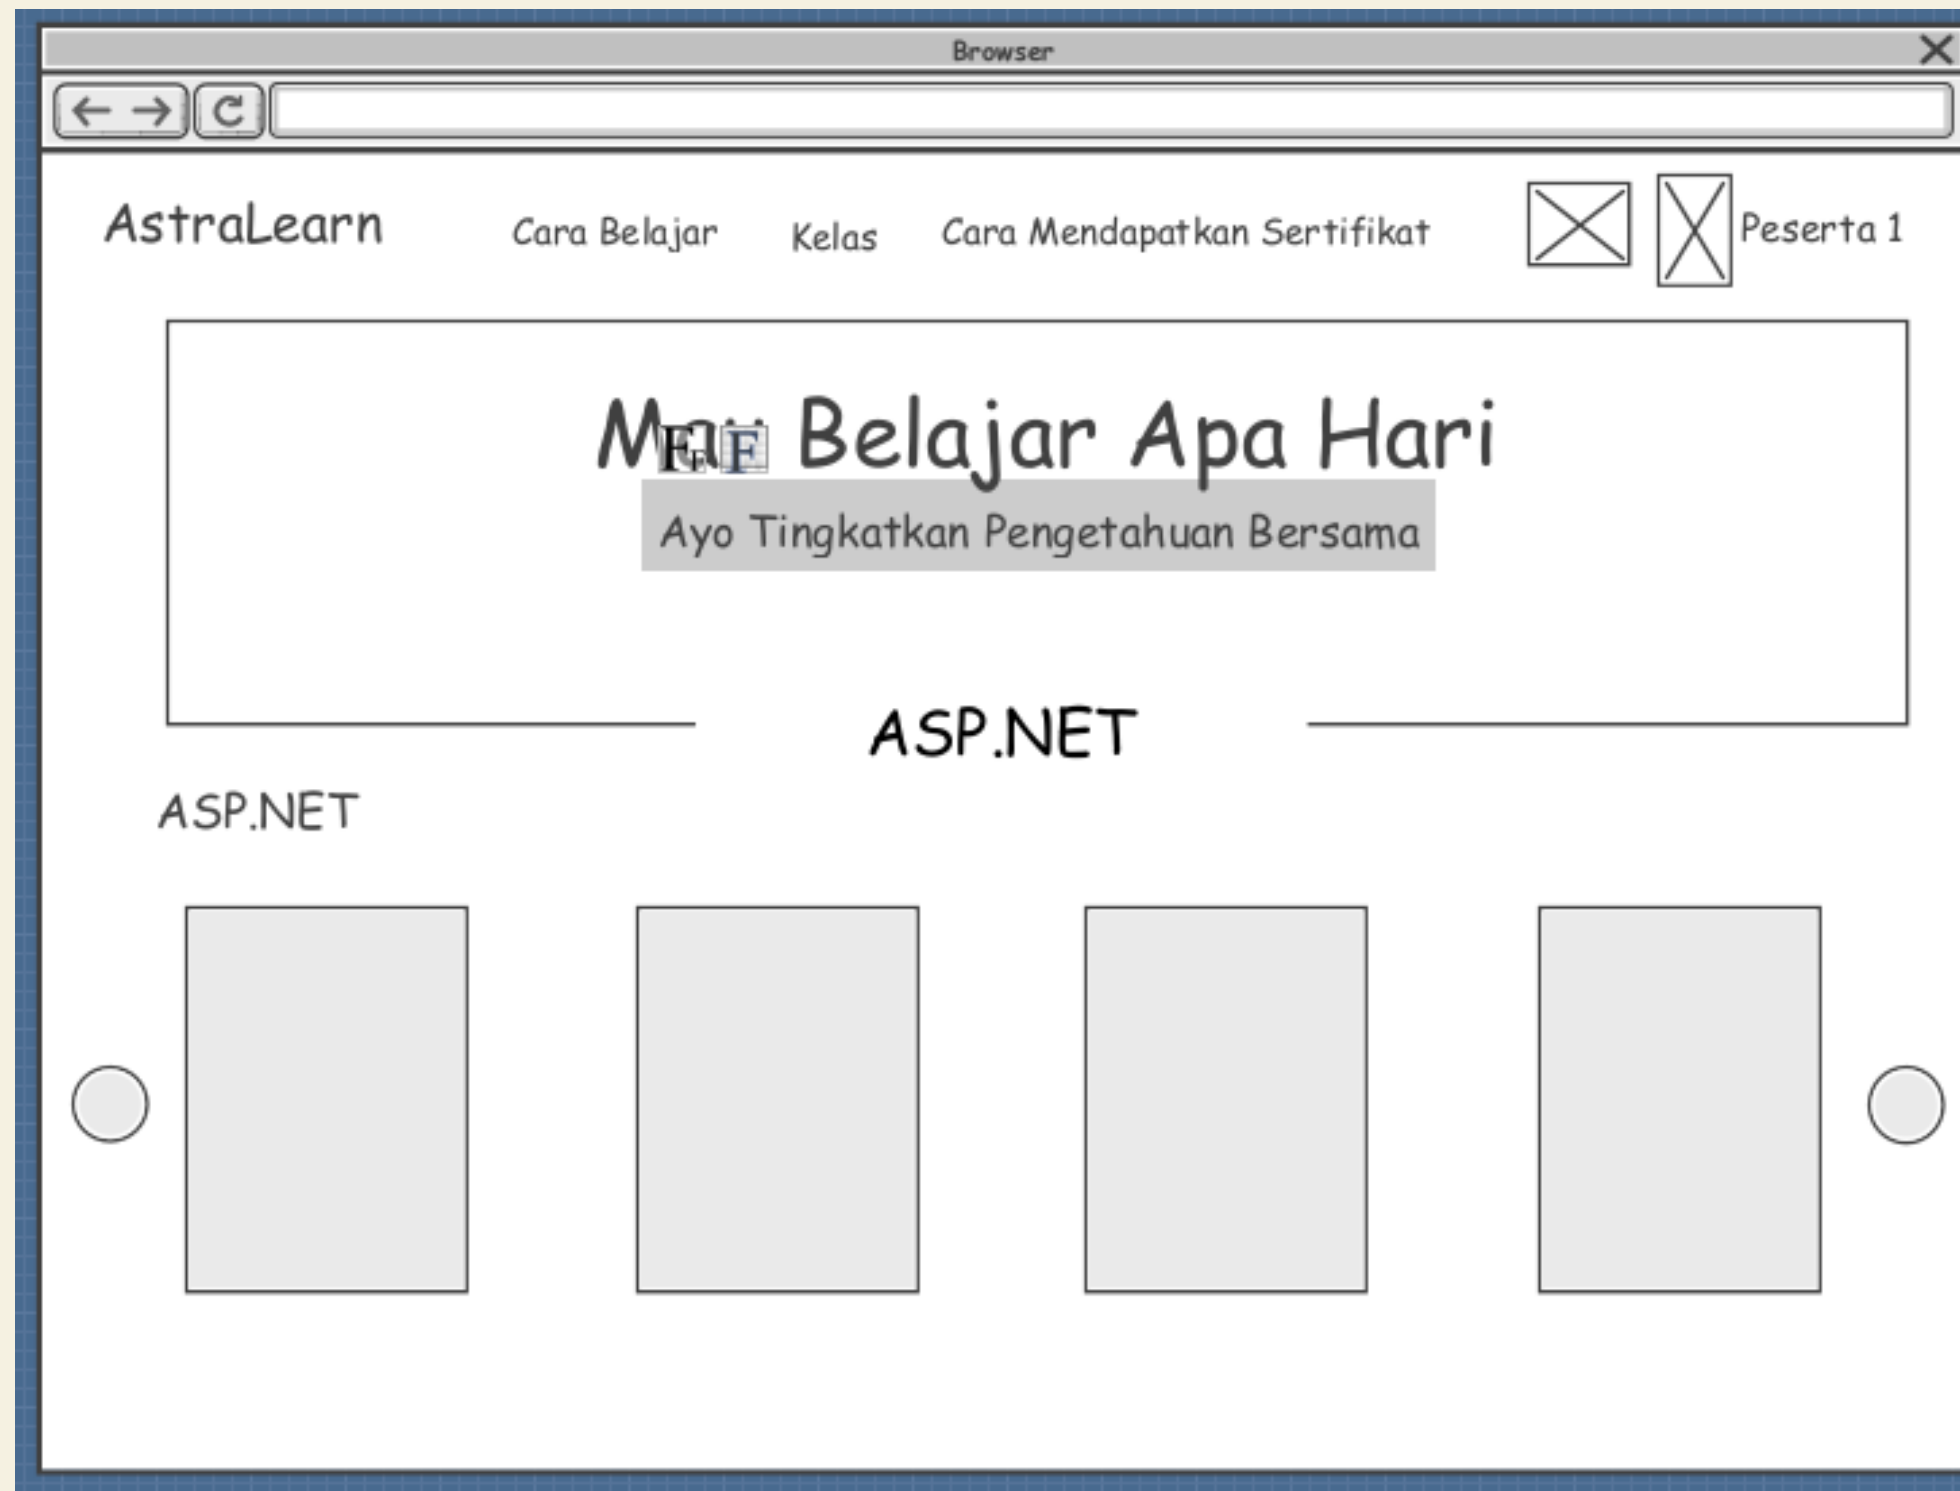 Browser
AstraLearn Cara Belajar Kelas Cara Mendapatkan Sertifikat Peserta 1
Mau Belajar Apa Hari
Ayo Tingkatkan Pengetahuan Bersama
ASP.NET
ASP.NET